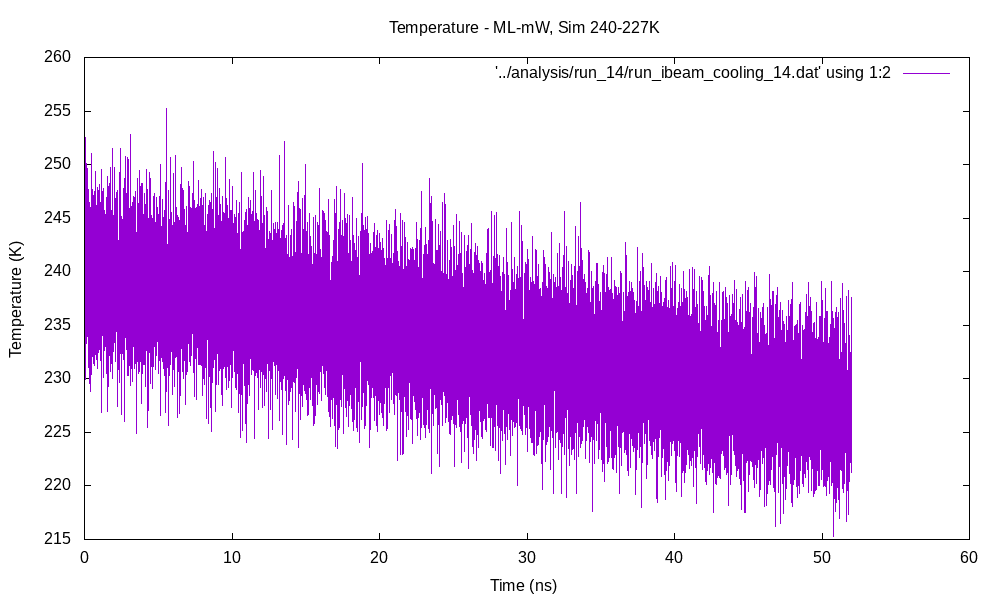 Temperature - ML-mW, Sim 240-227K
'../analysis/run_14/run_ibeam_cooling_14.dat' using 1:2
260
255
250
245
240
235
230
225
220
215
Temperature (K)
0 10 20 30 40 50 60
Time (ns)